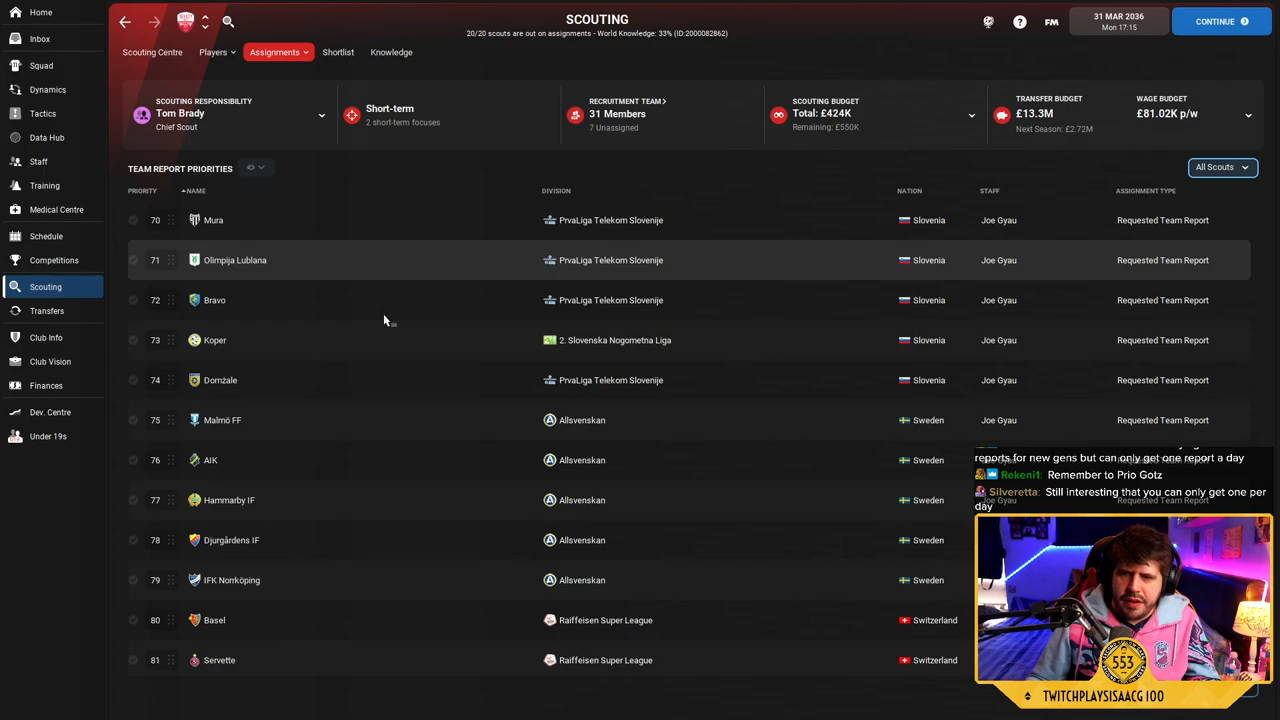 Home
Inbox
Squad
Dynamics
Tactics
Data Hub
Staff
Training
Medical Centre
Schedule
Competitions
Scouting
Transfers
Club Info
Club Vision
Finances
Dev. Centre
Under 19s
SCOUTING
20/20 scouts are out on assignments - World Knowledge: 33% (ID:2000082862)
FM
31 MAR 2036
Mon 17:15
CONTINUE
Scouting Centre Players Assignments Shortlist Knowledge
SCOUTING RESPONSIBILITY
Tom Brady
Chief Scout
Short-term
2 short-term focuses
RECRUITMENT TEAM
31 Members
7 Unassigned
SCOUTING BUDGET
Total: £424K
Remaining: £550K
TRANSFER BUDGET
£13.3M
Next Season: £2.72M
WAGE BUDGET
£81.02K p/w
TEAM REPORT PRIORITIES
All Scouts
PRIORITY NAME DIVISION NATION STAFF ASSIGNMENT TYPE
70 Mura PrvaLiga Telekom Slovenije Slovenia Joe Gyau Requested Team Report
71 Olimpija Lublana PrvaLiga Telekom Slovenije Slovenia Joe Gyau Requested Team Report
72 Bravo PrvaLiga Telekom Slovenije Slovenia Joe Gyau Requested Team Report
73 Koper 2. Slovenska Nogometna Liga Slovenia Joe Gyau Requested Team Report
74 Domžale PrvaLiga Telekom Slovenije Slovenia Joe Gyau Requested Team Report
75 Malmö FF Allsvenskan Sweden Joe Gyau Requested Team Report
76 AIK Allsvenskan Sweden
77 Hammarby IF Allsvenskan Sweden Joe Gyau Requested Team Report
78 Djurgårdens IF Allsvenskan Sweden
79 IFK Norrköping Allsvenskan Sweden
80 Basel Raiffeisen Super League Switzerland
81 Servette Raiffeisen Super League Switzerland
reports for new gens but can only get one report a day
Rekeni1: Remember to Prio Gotz
Silveretta: Still interesting that you can only get one per
day
553
TWITCHPLAYSISAACG 100